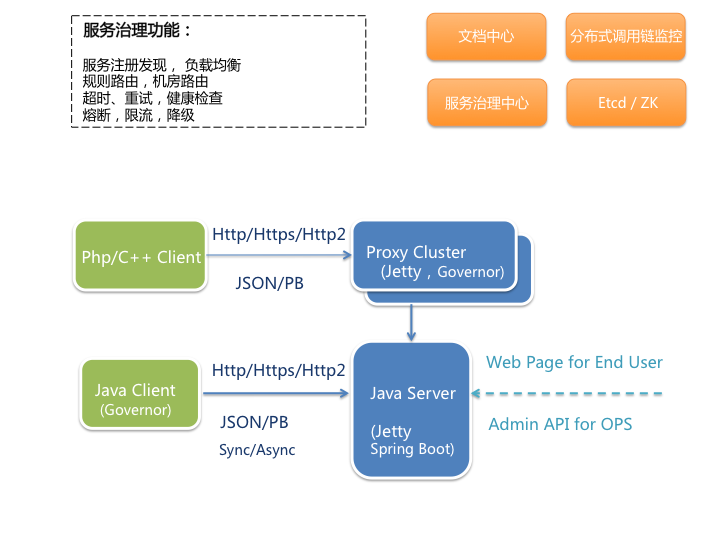 服务治理功能：
服务注册发现， 负载均衡
规则路由，机房路由
超时、重试，健康检查
熔断，限流，降级
文档中心
分布式调用链监控
服务治理中心
Etcd / ZK
Php/C++ Client
Http/Https/Http2
JSON/PB
Proxy Cluster
(Jetty，Governor)
Java Client
(Governor)
Http/Https/Http2
JSON/PB
Sync/Async
Java Server
(Jetty
Spring Boot)
Web Page for End User
Admin API for OPS